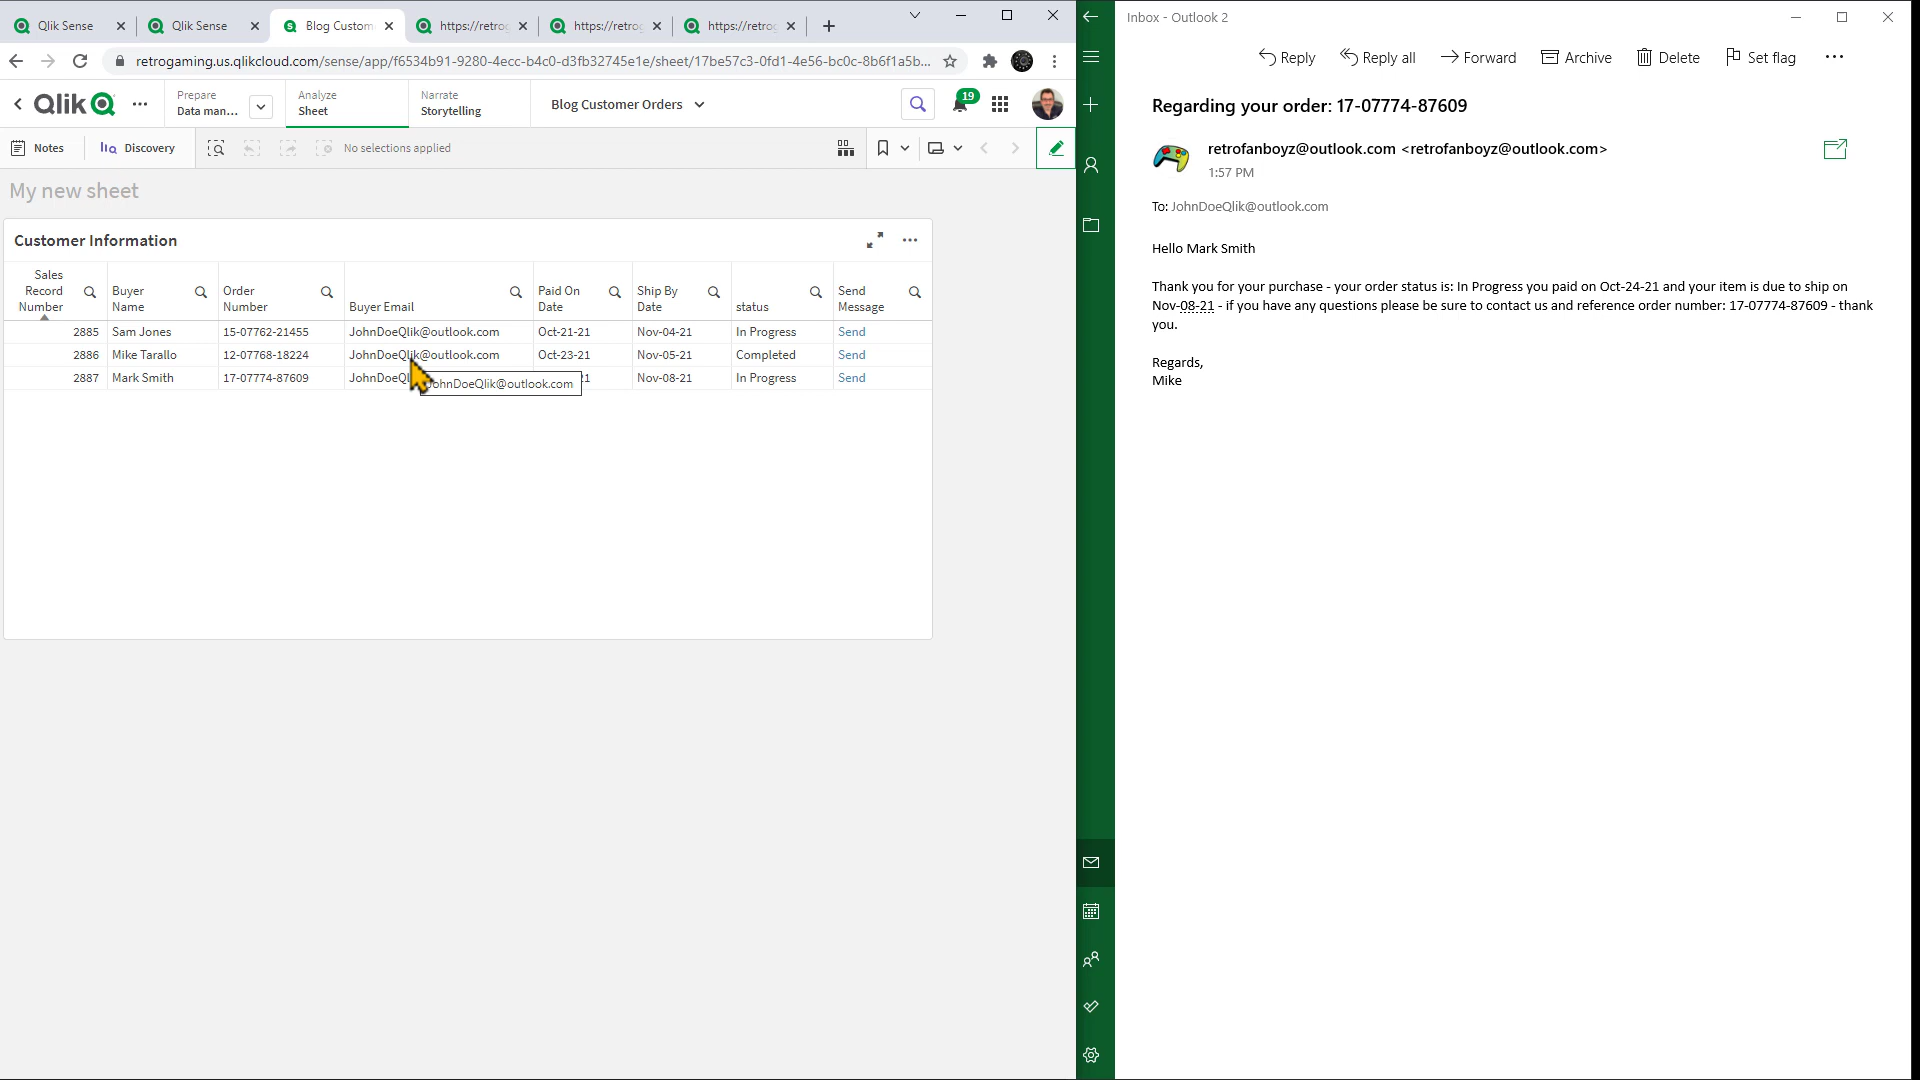 Qlik Sense
Qlik Sense
Blog Custom
https://retrog
https://retrog
https://retrog
retrogaming.us.qlikcloud.com/sense/app/f6534b91-9280-4ecc-b4c0-d3fb32745e1e/sheet/17be57c3-0fd1-4e56-bc0c-8b6f1a5b...
Qlik
Prepare
Data man...
Analyze
Sheet
Narrate
Storytelling
Blog Customer Orders
19
Notes
Discovery
No selections applied
My new sheet
Customer Information
Sales Record Number Buyer Name Order Number Buyer Email Paid On Date Ship By Date status Send Message
2885 Sam Jones 15-07762-21455 JohnDoeQlik@outlook.com Oct-21-21 Nov-04-21 In Progress Send
2886 Mike Tarallo 12-07768-18224 JohnDoeQlik@outlook.com Oct-23-21 Nov-05-21 Completed Send
2887 Mark Smith 17-07774-87609 Nov-08-21 In Progress Send
JohnDoeQlik@outlook.com
Inbox - Outlook 2
Reply
Reply all
Forward
Archive
Delete
Set flag
Regarding your order: 17-07774-87609
retrofanboyz@outlook.com <retrofanboyz@outlook.com>
1:57 PM
To: JohnDoeQlik@outlook.com
Hello Mark Smith
Thank you for your purchase - your order status is: In Progress you paid on Oct-24-21 and your item is due to ship on
Nov-08-21 - if you have any questions please be sure to contact us and reference order number: 17-07774-87609 - thank
you.
Regards,
Mike